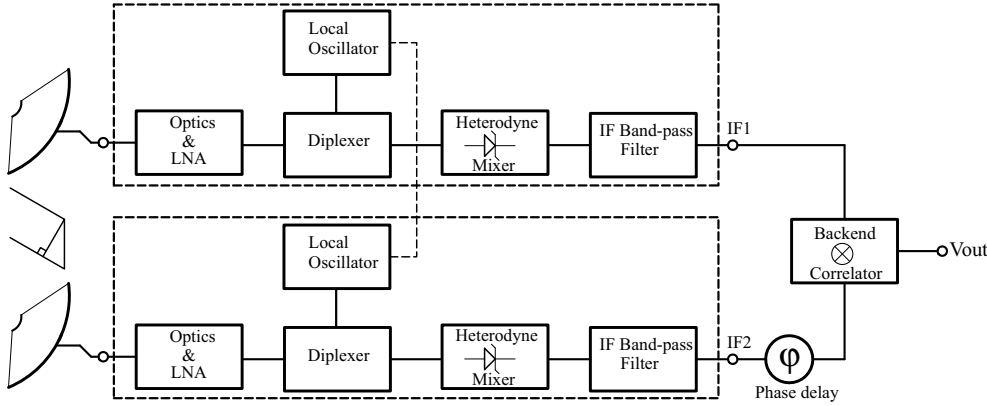 Local
Oscillator
Optics
&
LNA
Diplexer
Heterodyne
Mixer
IF Band-pass
Filter
IF1
Local
Oscillator
Backend
Correlator
Vout
Optics
&
LNA
Diplexer
Heterodyne
Mixer
IF Band-pass
Filter
IF2
φ
Phase delay